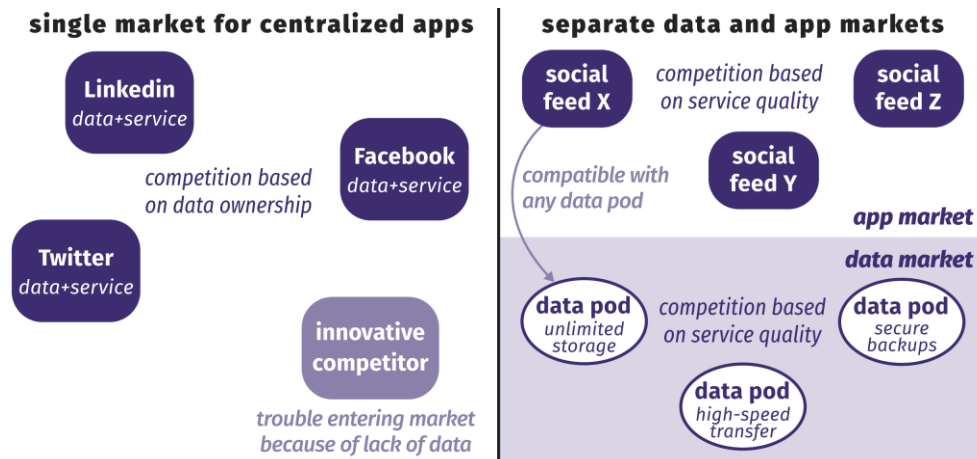 single market for centralized apps
Linkedin
data+service
Facebook
data+service
competition based
on data ownership
Twitter
data+service
innovative
competitor
trouble entering market
because of lack of data
separate data and app markets
social
feed X
competition based
on service quality
social
feed Z
social
feed Y
compatible with
any data pod
app market
data market
data pod
unlimited
storage
competition based
on service quality
data pod
secure
backups
data pod
high-speed
transfer